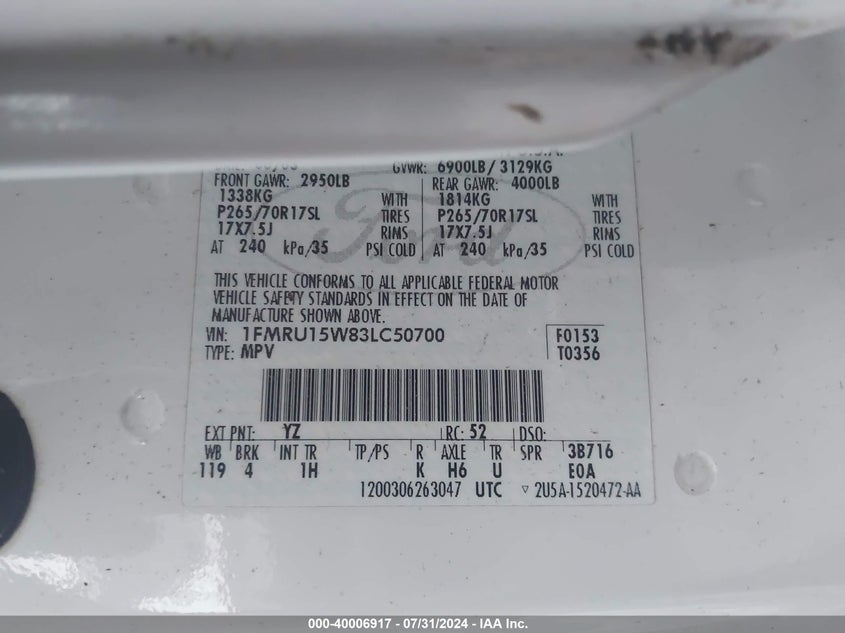 GVWR: 6900LB / 3129KG
FRONT GAWR: 2950LB REAR GAWR: 4000LB
1338KG WITH 1814KG WITH
P265/70R17SL TIRES P265/70R17SL TIRES
17X7.5J RIMS 17X7.5J RIMS
AT 240 kPa/35 PSI COLD AT 240 kPa/35 PSI COLD
Ford
THIS VEHICLE CONFORMS TO ALL APPLICABLE FEDERAL MOTOR
VEHICLE SAFETY STANDARDS IN EFFECT ON THE DATE OF
MANUFACTURE SHOWN ABOVE.
VIN: 1FMRU15W83LC50700 F0153
TYPE: MPV T0356
EXT PNT: YZ RC: 52 DSO:
WB BRK INT TR TP/PS R AXLE TR SPR 3B716
119 4 1H K H6 U E0A
1200306263047 UTC ▽ 2U5A-1520472-AA
000-40006917 - 07/31/2024 - IAA Inc.